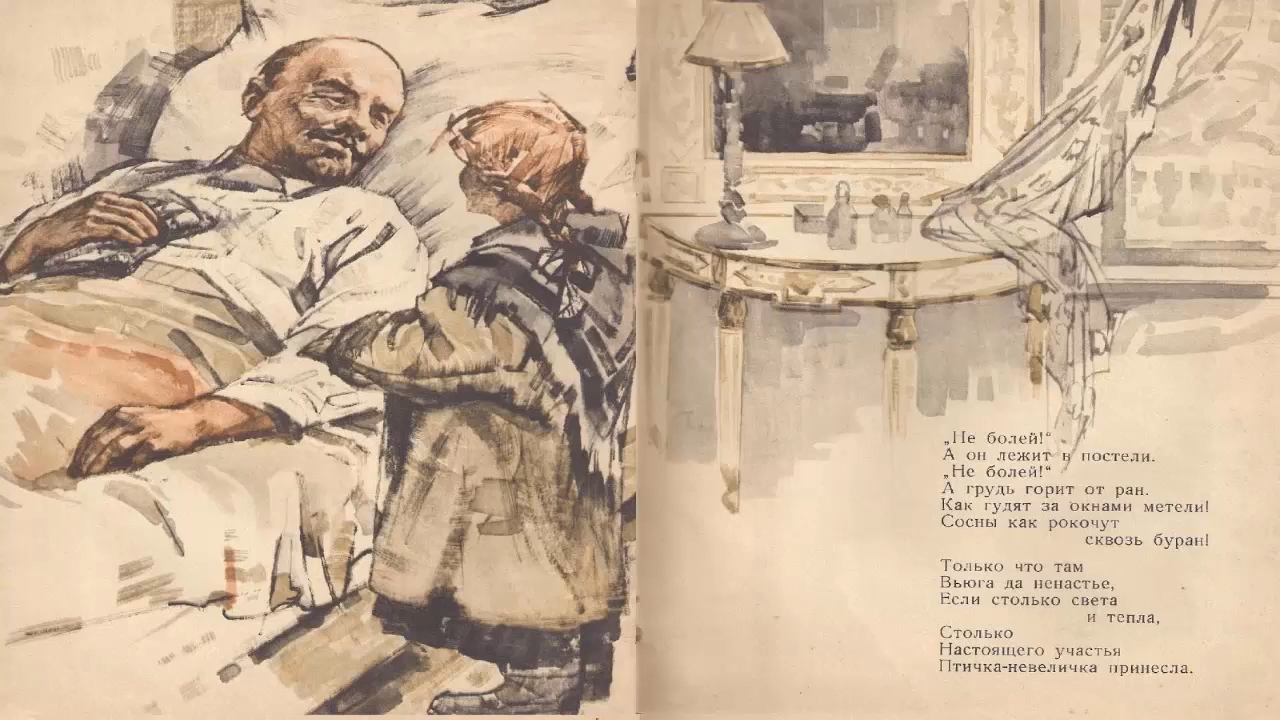 „Не болей!“
А он лежит в постели.
„Не болей!“
А грудь горит от ран.
Как гудят за окнами метели!
Сосны как рокочут
сквозь буран!
Только что там
Вьюга да ненастье,
Если столько света
и тепла,
Столько
Настоящего участья
Птичка-невеличка принесла.